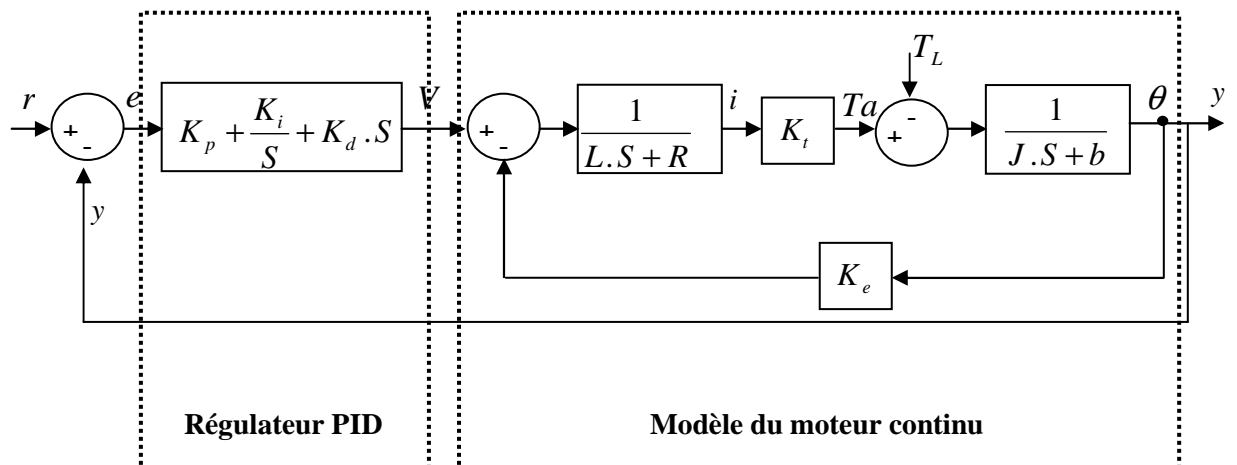 r
+
-
e
K_p + K_i/S + K_d . S
V
+
-
1/(L.S + R)
i
K_t
Ta
T_L
+
-
1/(J.S + b)
θ
y
y
K_e
Régulateur PID
Modèle du moteur continu